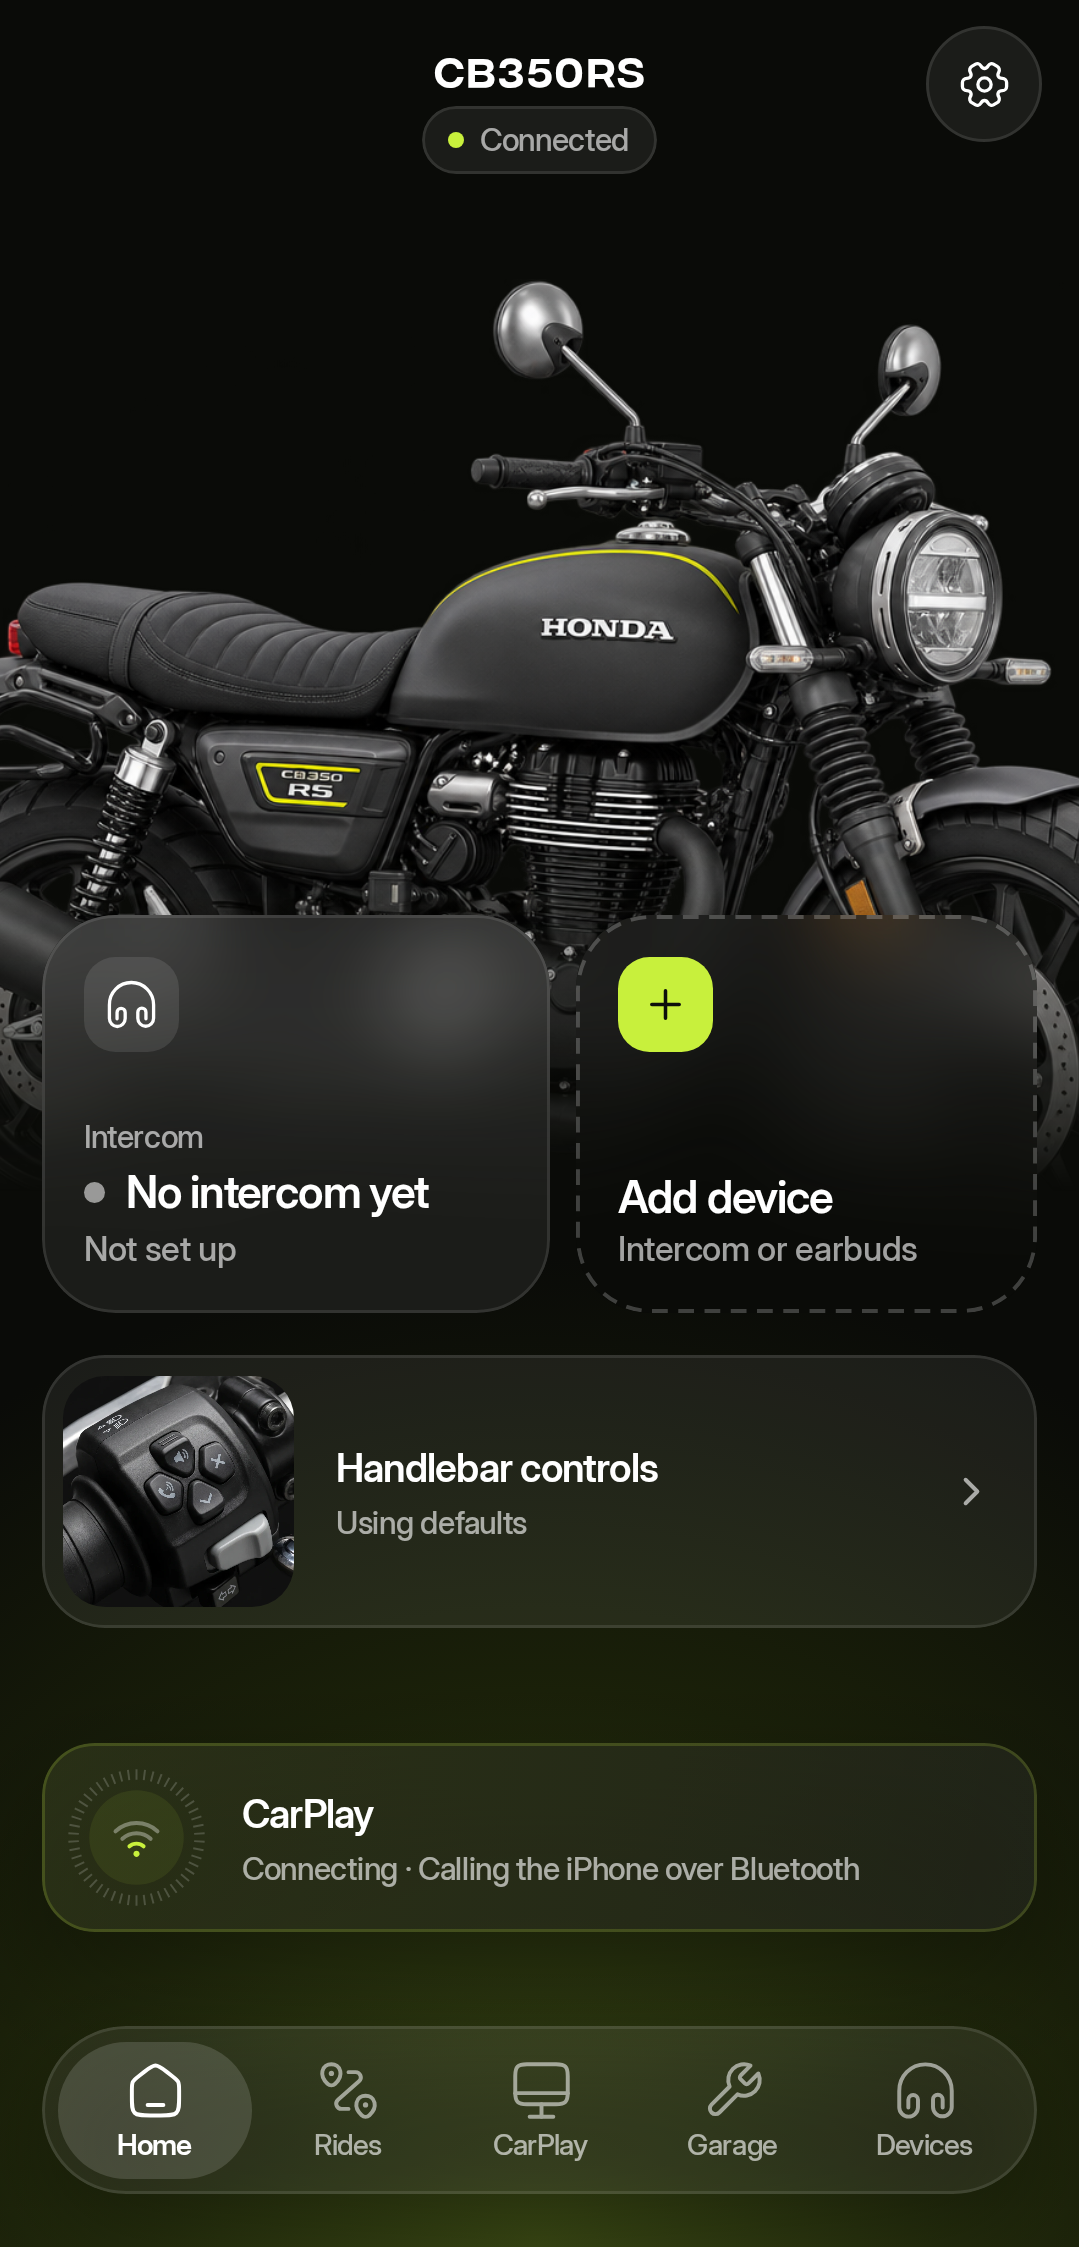 CB350RS
Connected
HONDA
CB350
RS
Intercom
No intercom yet
Not set up
Add device
Intercom or earbuds
Handlebar controls
Using defaults
CarPlay
Connecting · Calling the iPhone over Bluetooth
Home
Rides
CarPlay
Garage
Devices